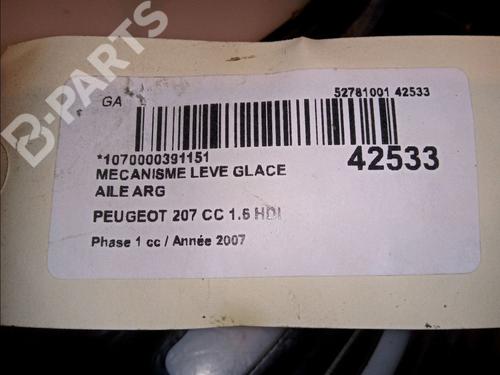 B-PARTS
GA
52781001 42533
*1070000391151
42533
MECANISME LEVE GLACE
AILE ARG
PEUGEOT 207 CC 1.6 HDI
Phase 1 cc / Année 2007